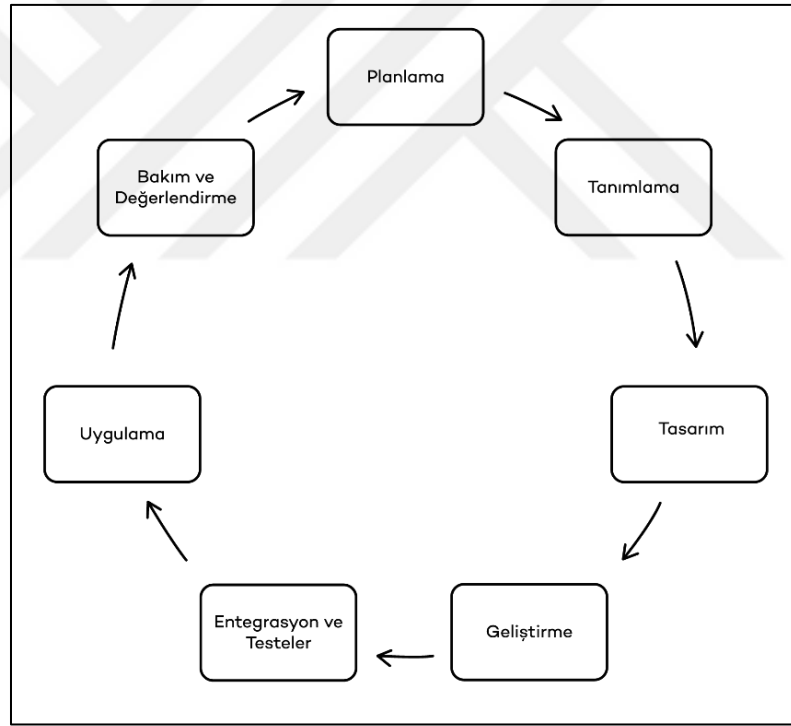 Planlama
Tanımlama
Tasarım
Geliştirme
Entegrasyon ve
Testeler
Uygulama
Bakım ve
Değerlendirme